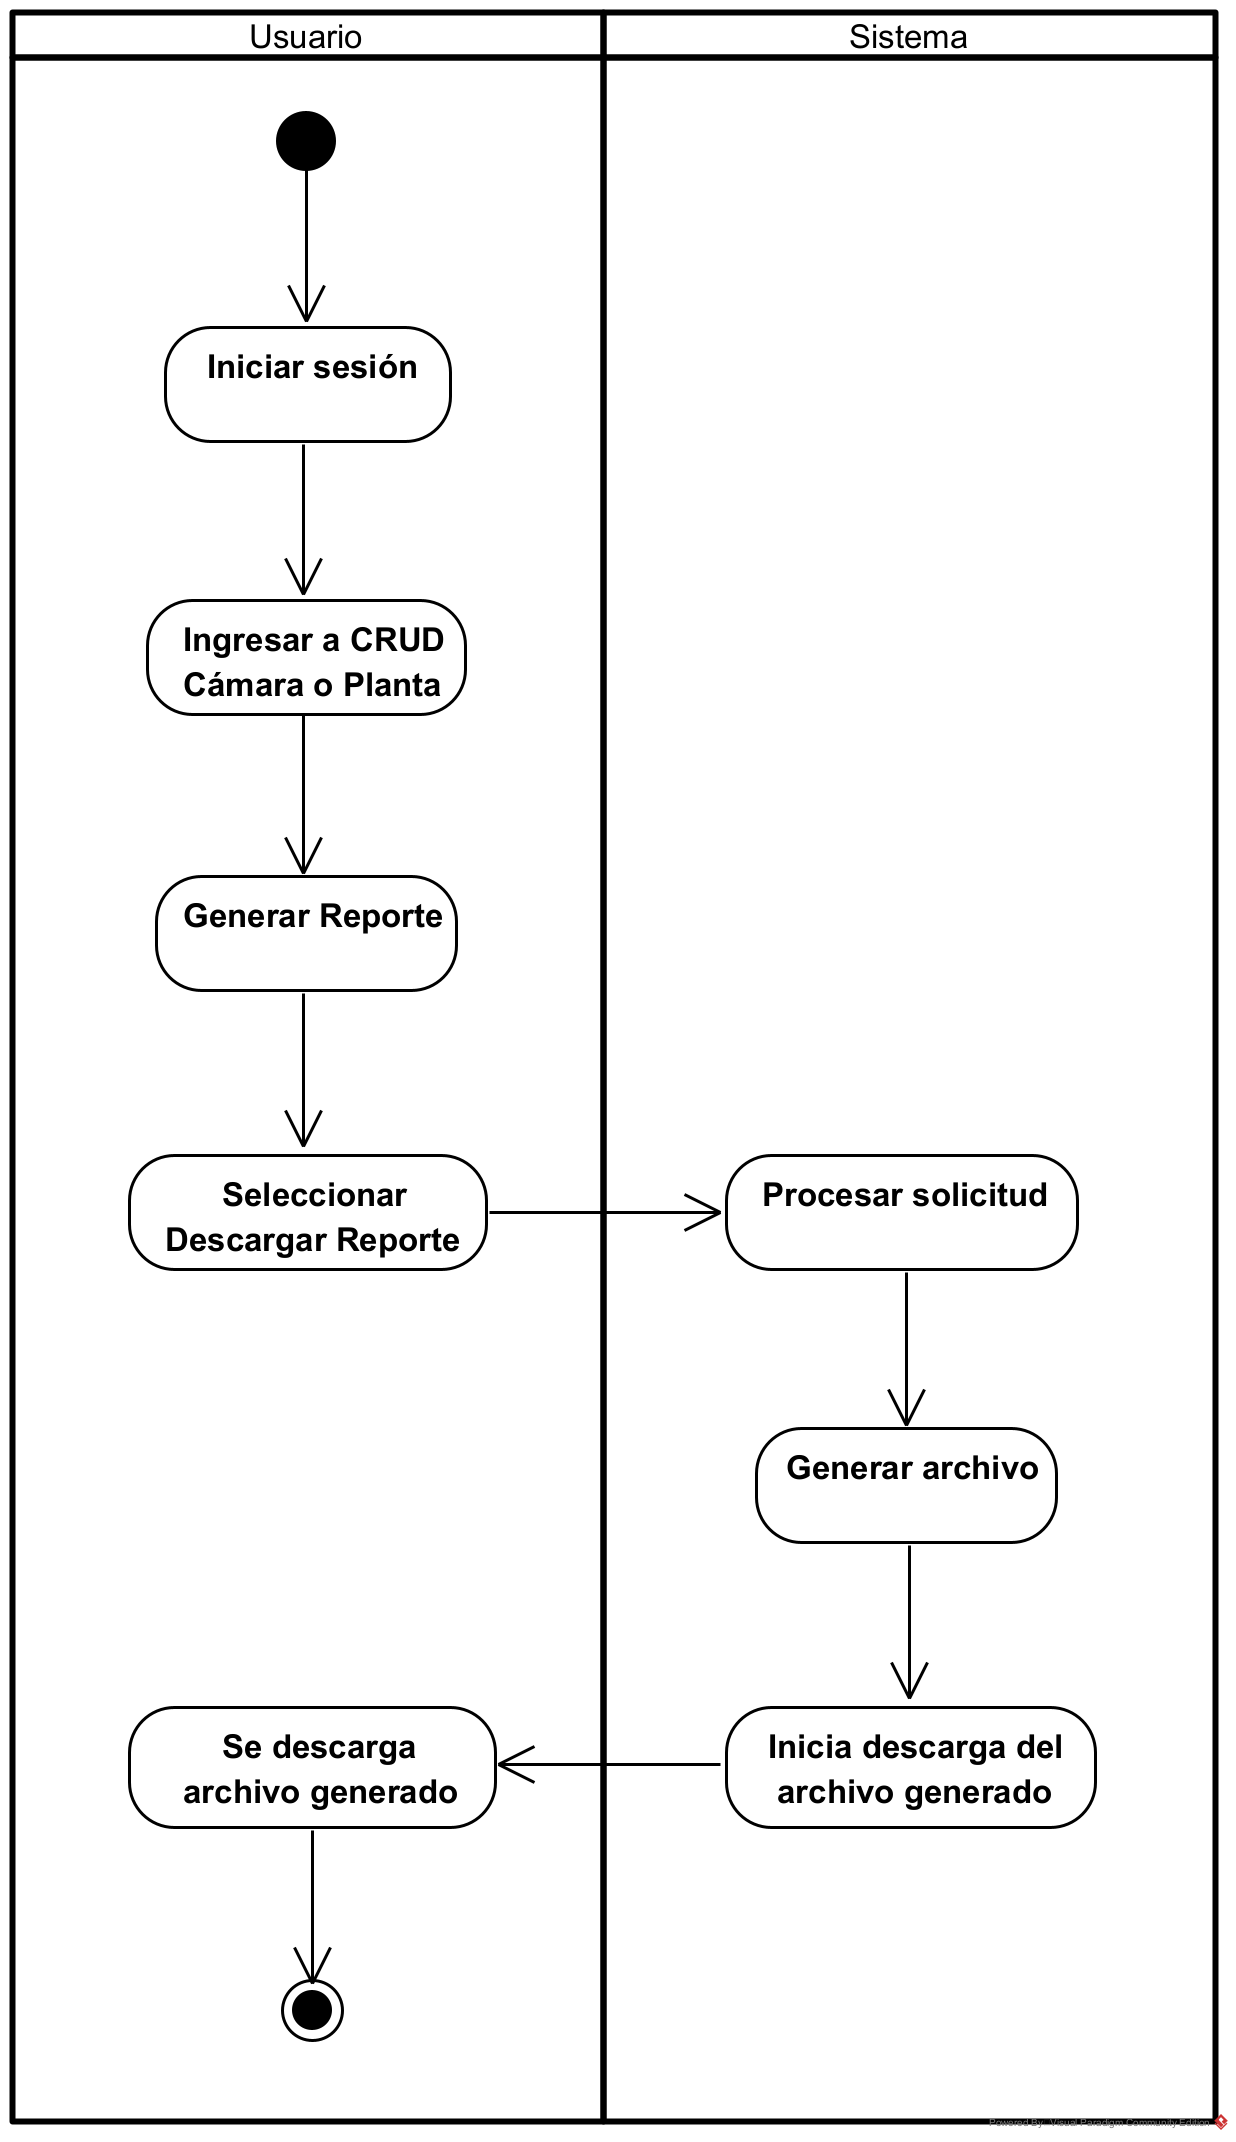 Usuario
Sistema
Iniciar sesión
Ingresar a CRUD
Cámara o Planta
Generar Reporte
Seleccionar
Descargar Reporte
Procesar solicitud
Generar archivo
Se descarga
archivo generado
Inicia descarga del
archivo generado
Powered By Visual Paradigm Community Edition